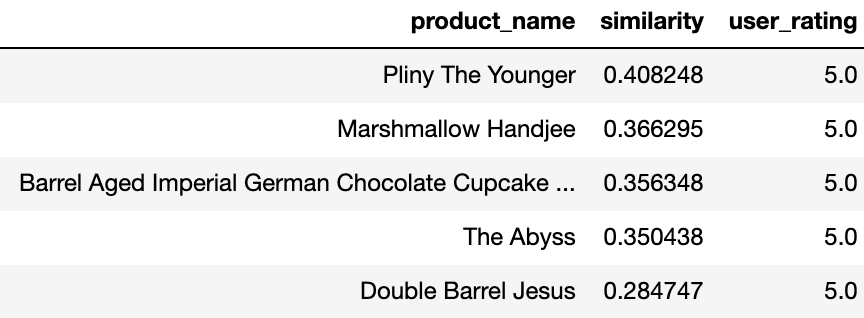 product_name similarity user_rating
Pliny The Younger 0.408248 5.0
Marshmallow Handjee 0.366295 5.0
Barrel Aged Imperial German Chocolate Cupcake ... 0.356348 5.0
The Abyss 0.350438 5.0
Double Barrel Jesus 0.284747 5.0